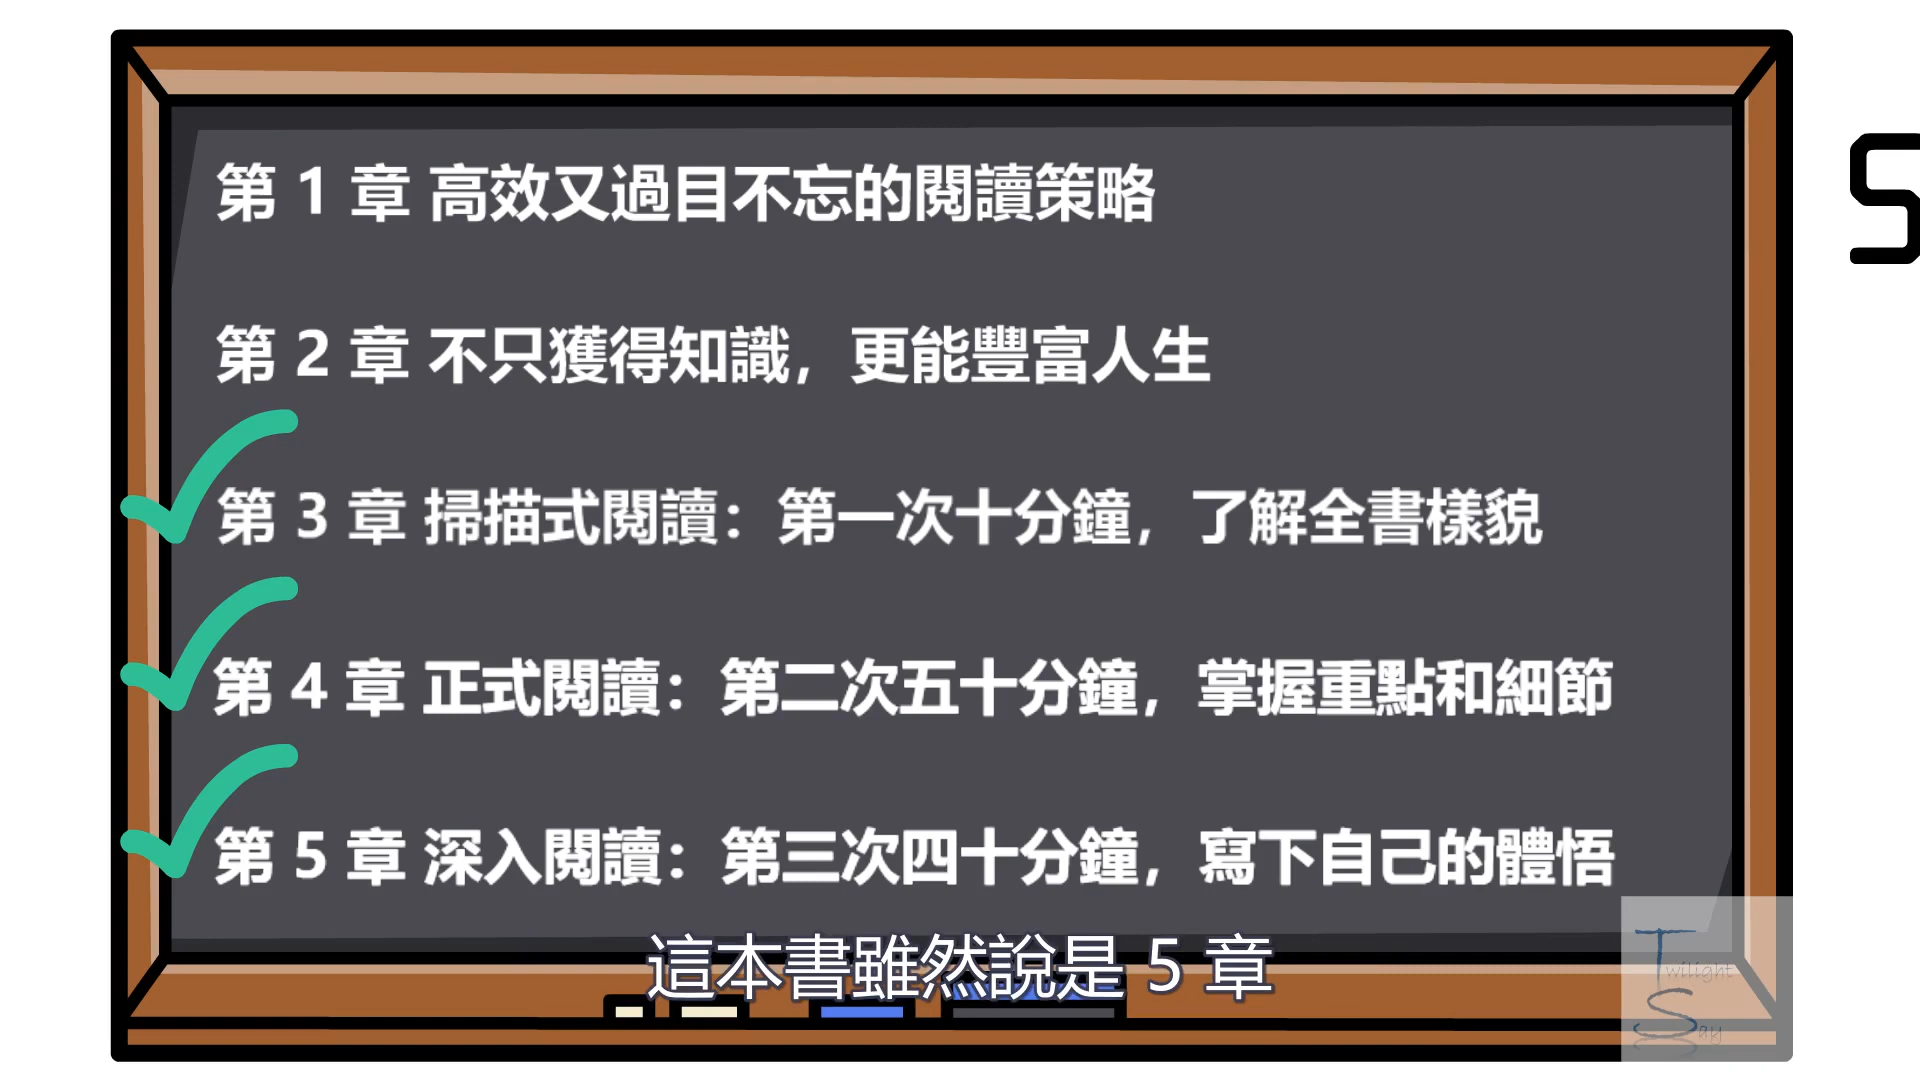 第 1 章 高效又過目不忘的閱讀策略
第 2 章 不只獲得知識，更能豐富人生
第 3 章 掃描式閱讀：第一次十分鐘，了解全書樣貌
第 4 章 正式閱讀：第二次五十分鐘，掌握重點和細節
第 5 章 深入閱讀：第三次四十分鐘，寫下自己的體悟
5
這本書雖然說是 5 章
Twilight
Say